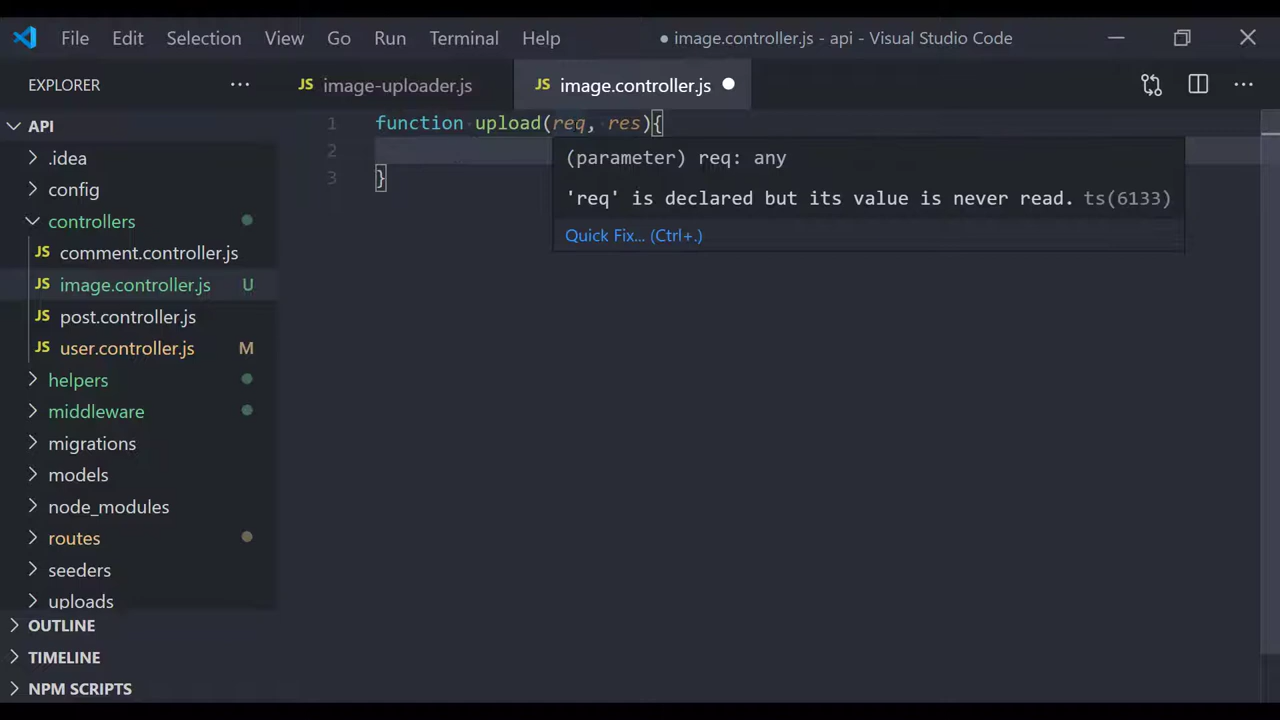 File Edit Selection View Go Run Terminal Help
● image.controller.js - api - Visual Studio Code
EXPLORER ···
JS image-uploader.js
JS image.controller.js ●
···
API
.idea
config
controllers
JS comment.controller.js
JS image.controller.js U
JS post.controller.js
JS user.controller.js M
helpers
middleware
migrations
models
node_modules
routes
seeders
uploads
OUTLINE
TIMELINE
NPM SCRIPTS
1 function upload(req, res){
2
3 }
(parameter) req: any
'req' is declared but its value is never read. ts(6133)
Quick Fix... (Ctrl+.)